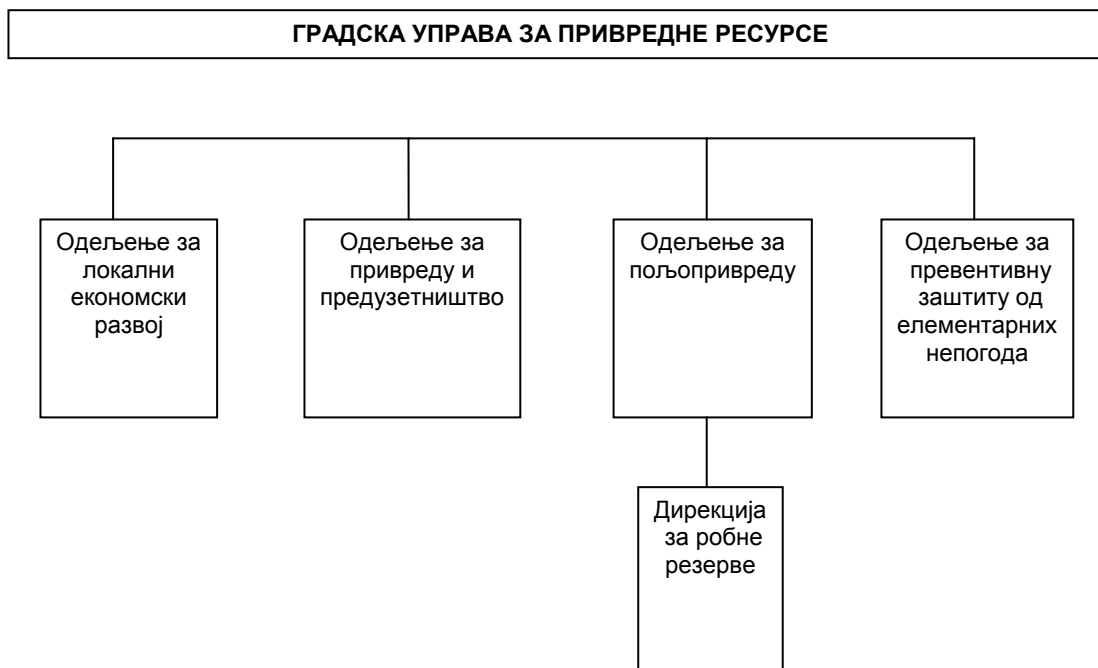 ГРАДСКА УПРАВА ЗА ПРИВРЕДНЕ РЕСУРСЕ
Одељење за
локални
економски
развој
Одељење за
привреду и
предузетништво
Одељење за
пољопривреду
Одељење за
превентивну
заштиту од
елементарних
непогода
Дирекција
за робне
резерве